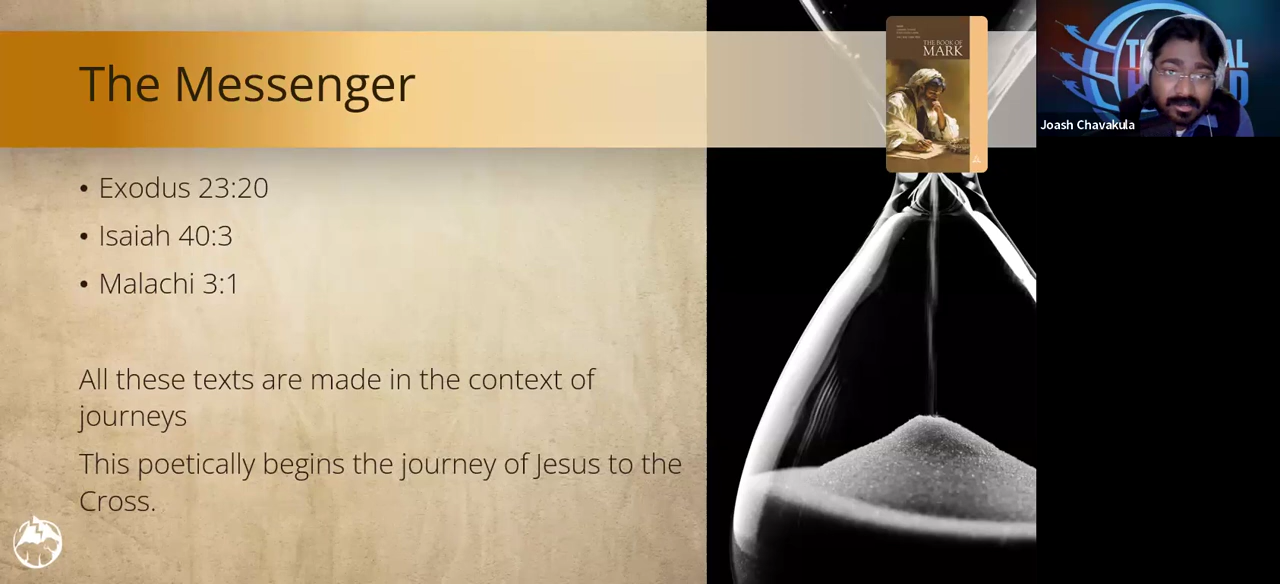 The Messenger
• Exodus 23:20
• Isaiah 40:3
• Malachi 3:1
All these texts are made in the context of
journeys
This poetically begins the journey of Jesus to the
Cross.
THE BOOK OF
MARK
Joash Chavakula